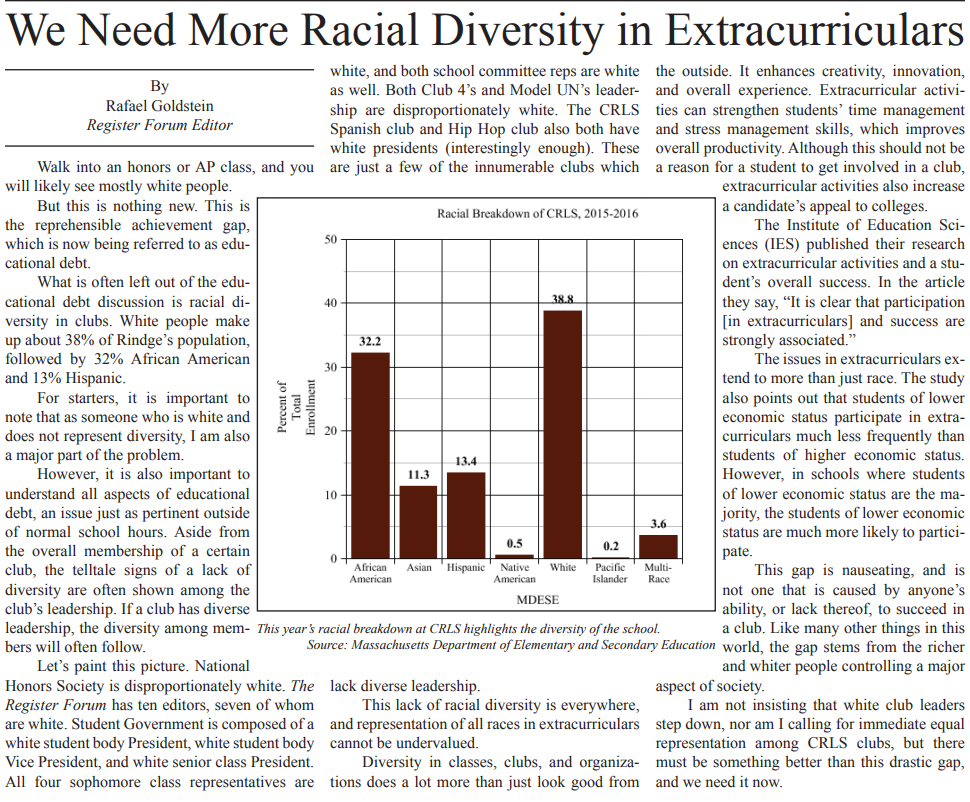 We Need More Racial Diversity in Extracurriculars
By
Rafael Goldstein
Register Forum Editor
Walk into an honors or AP class, and you
will likely see mostly white people.
But this is nothing new. This is
the reprehensible achievement gap,
which is now being referred to as edu-
cational debt.
What is often left out of the edu-
cational debt discussion is racial di-
versity in clubs. White people make
up about 38% of Rindge’s population,
followed by 32% African American
and 13% Hispanic.
For starters, it is important to
note that as someone who is white and
does not represent diversity, I am also
a major part of the problem.
However, it is also important to
understand all aspects of educational
debt, an issue just as pertinent outside
of normal school hours. Aside from
the overall membership of a certain
club, the telltale signs of a lack of
diversity are often shown among the
club’s leadership. If a club has diverse
leadership, the diversity among mem-
bers will often follow.
Let’s paint this picture. National
Honors Society is disproportionately white. The
Register Forum has ten editors, seven of whom
are white. Student Government is composed of a
white student body President, white student body
Vice President, and white senior class President.
All four sophomore class representatives are
white, and both school committee reps are white
as well. Both Club 4’s and Model UN’s leader-
ship are disproportionately white. The CRLS
Spanish club and Hip Hop club also both have
white presidents (interestingly enough). These
are just a few of the innumerable clubs which
Racial Breakdown of CRLS, 2015-2016
Percent of
Total
Enrollment
50
40
30
20
10
0
32.2
11.3
13.4
0.5
38.8
0.2
3.6
African
American
Asian
Hispanic
Native
American
White
Pacific
Islander
Multi-
Race
MDESE
This year’s racial breakdown at CRLS highlights the diversity of the school.
Source: Massachusetts Department of Elementary and Secondary Education
lack diverse leadership.
This lack of racial diversity is everywhere,
and representation of all races in extracurriculars
cannot be undervalued.
Diversity in classes, clubs, and organiza-
tions does a lot more than just look good from
the outside. It enhances creativity, innovation,
and overall experience. Extracurricular activi-
ties can strengthen students’ time management
and stress management skills, which improves
overall productivity. Although this should not be
a reason for a student to get involved in a club,
extracurricular activities also increase
a candidate’s appeal to colleges.
The Institute of Education Sci-
ences (IES) published their research
on extracurricular activities and a stu-
dent’s overall success. In the article
they say, “It is clear that participation
[in extracurriculars] and success are
strongly associated.”
The issues in extracurriculars ex-
tend to more than just race. The study
also points out that students of lower
economic status participate in extra-
curriculars much less frequently than
students of higher economic status.
However, in schools where students
of lower economic status are the ma-
jority, the students of lower economic
status are much more likely to partici-
pate.
This gap is nauseating, and is
not one that is caused by anyone’s
ability, or lack thereof, to succeed in
a club. Like many other things in this
world, the gap stems from the richer
and whiter people controlling a major
aspect of society.
I am not insisting that white club leaders
step down, nor am I calling for immediate equal
representation among CRLS clubs, but there
must be something better than this drastic gap,
and we need it now.